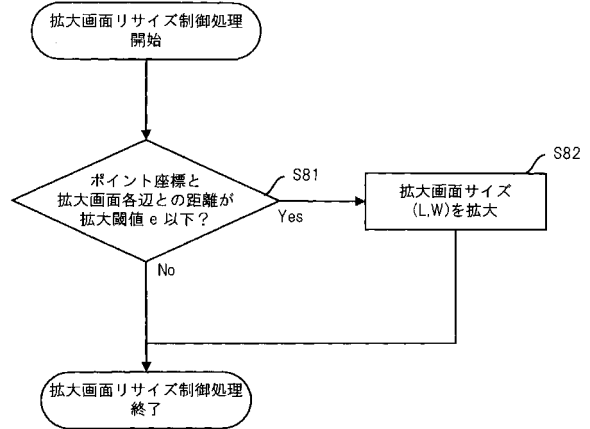 拡大画面リサイズ制御処理
開始
ポイント座標と
拡大画面各辺との距離が
拡大閾値 e 以下？
S81
Yes
S82
拡大画面サイズ
(L,W)を拡大
No
拡大画面リサイズ制御処理
終了